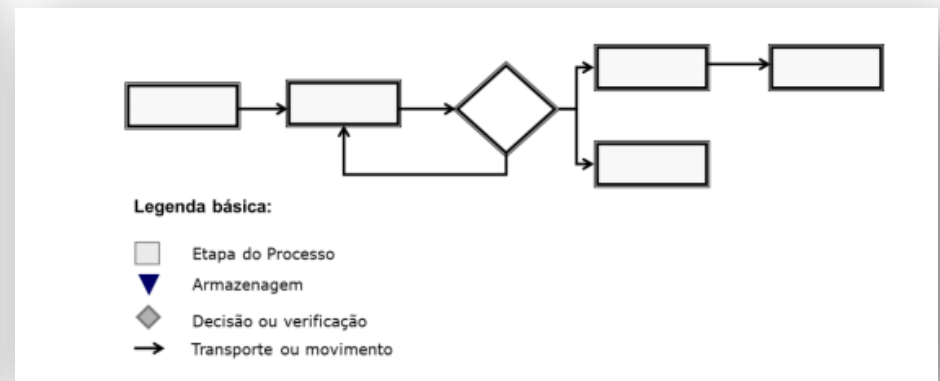 Legenda básica:
Etapa do Processo
Armazenagem
Decisão ou verificação
Transporte ou movimento